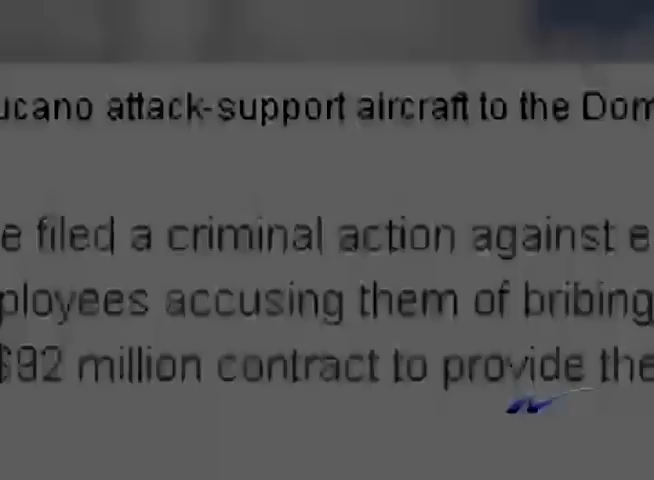 ucano attack-support aircraft to the Dom
e filed a criminal action against e
ployees accusing them of bribing
$92 million contract to provide the